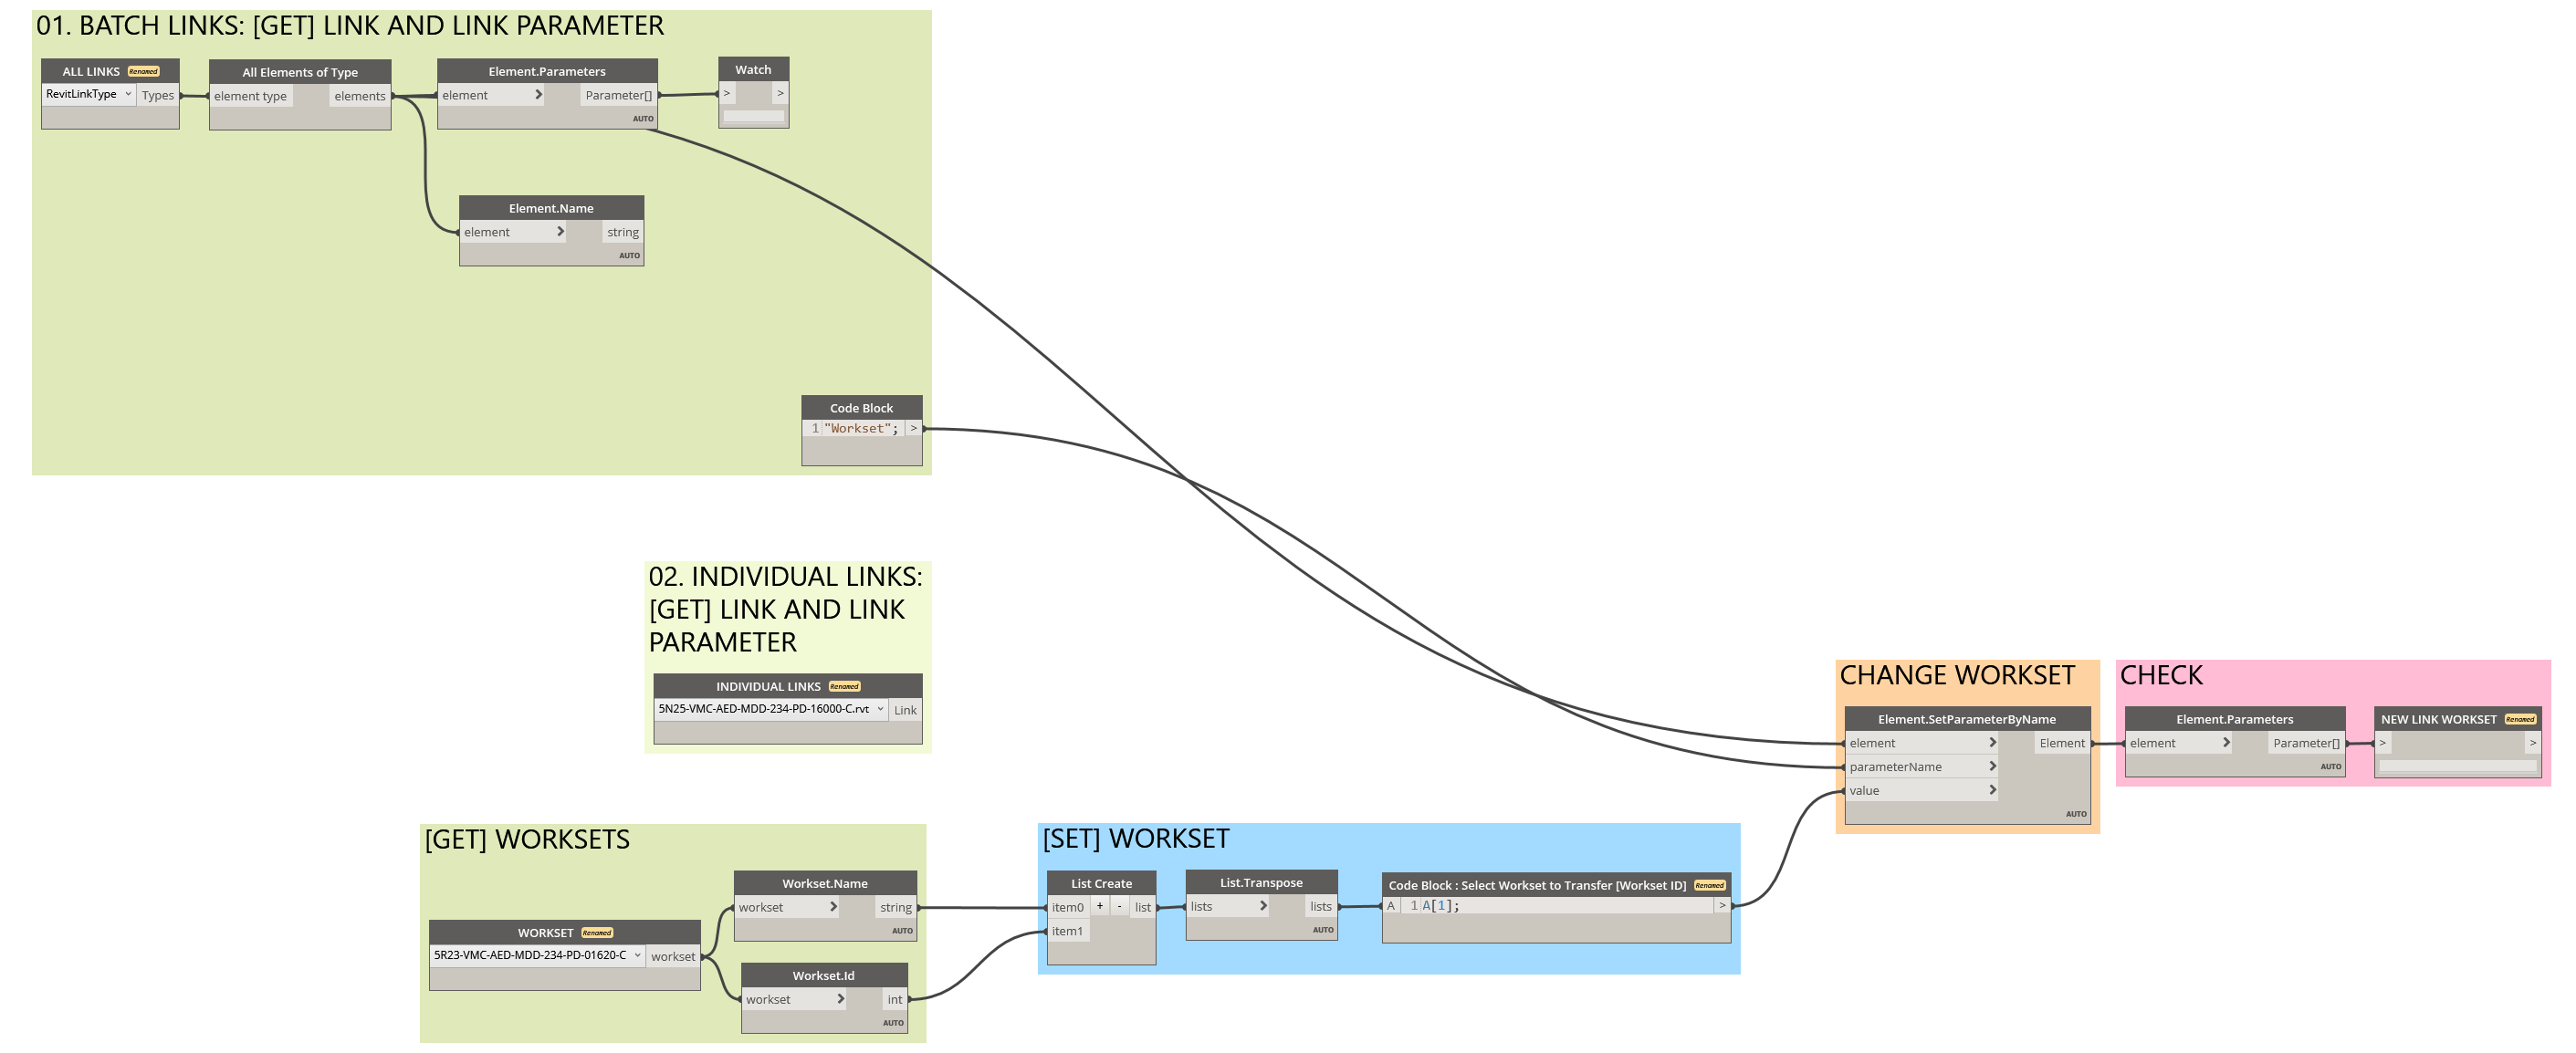 01. BATCH LINKS: [GET] LINK AND LINK PARAMETER
ALL LINKS Renamed
RevitLinkType Types
All Elements of Type
element type elements
Element.Parameters
element > Parameter[]
AUTO
Watch
> >
Element.Name
element > string
AUTO
Code Block
1 "Workset"; >
02. INDIVIDUAL LINKS:
[GET] LINK AND LINK
PARAMETER
INDIVIDUAL LINKS Renamed
5N25-VMC-AED-MDD-234-PD-16000-C.rvt Link
CHANGE WORKSET
Element.SetParameterByName
element > Element
parameterName >
value >
AUTO
CHECK
Element.Parameters
element > Parameter[]
AUTO
NEW LINK WORKSET Renamed
> >
[GET] WORKSETS
WORKSET Renamed
5R23-VMC-AED-MDD-234-PD-01620-C workset
Workset.Name
workset > string
AUTO
Workset.Id
workset > int
AUTO
[SET] WORKSET
List Create
item0 + - list
item1
List.Transpose
lists > lists
AUTO
Code Block : Select Workset to Transfer [Workset ID] Renamed
A 1 A[1]; >